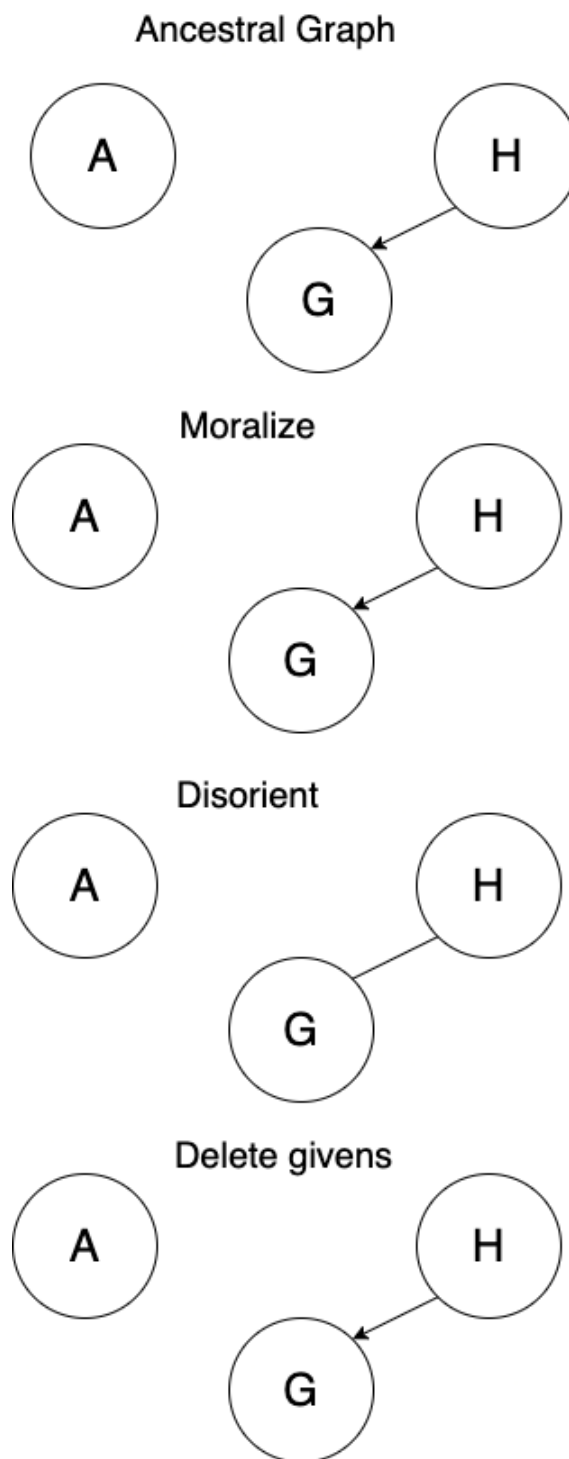 Ancestral Graph
A
H
G
Moralize
A
H
G
Disorient
A
H
G
Delete givens
A
H
G